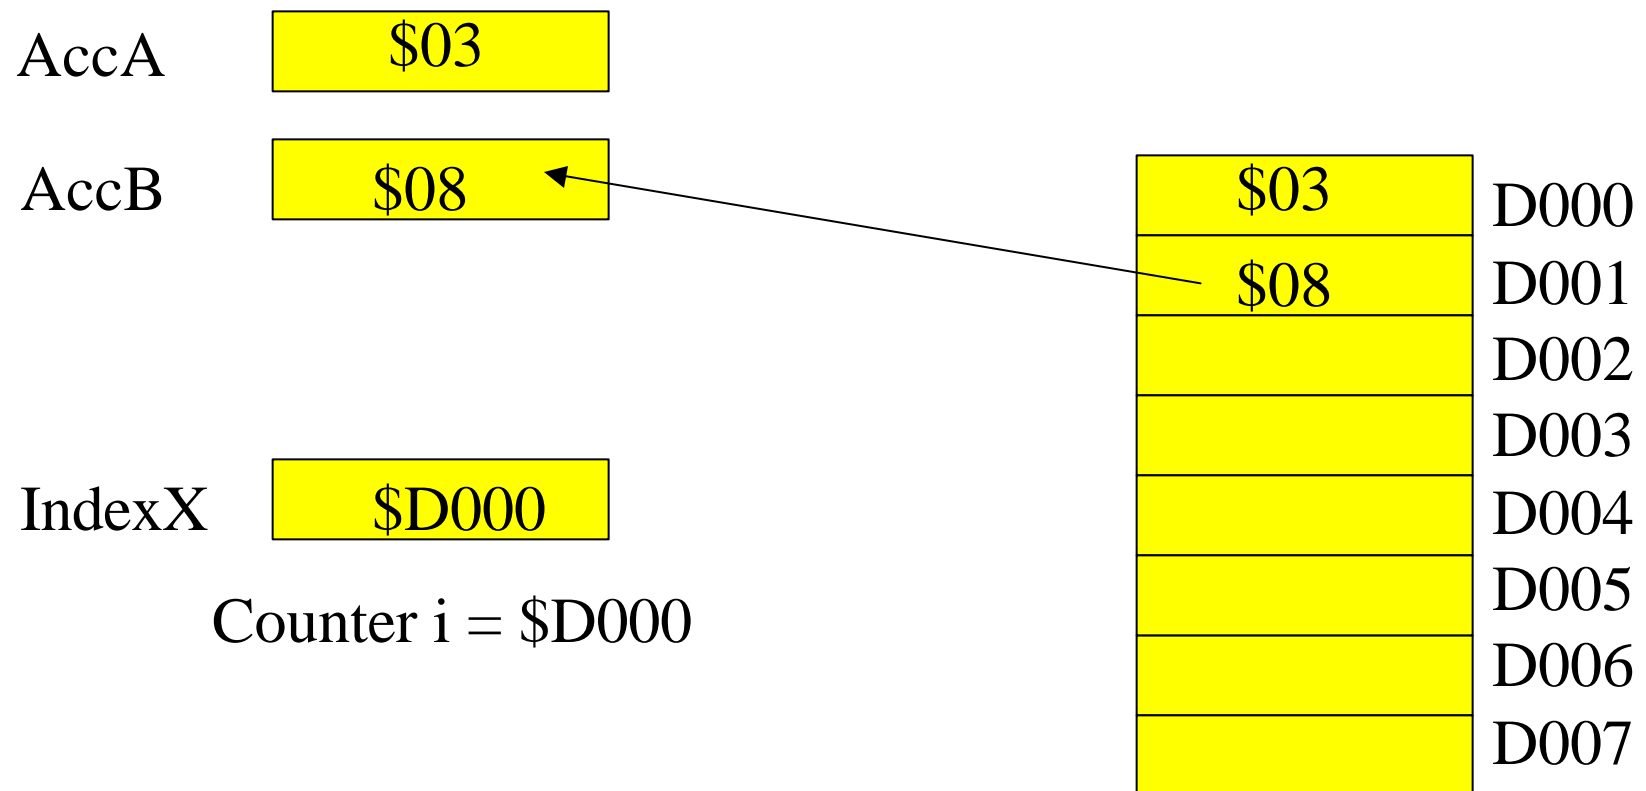 AccA $03
AccB $08
IndexX $D000
Counter i = $D000
$03 D000
$08 D001
D002
D003
D004
D005
D006
D007